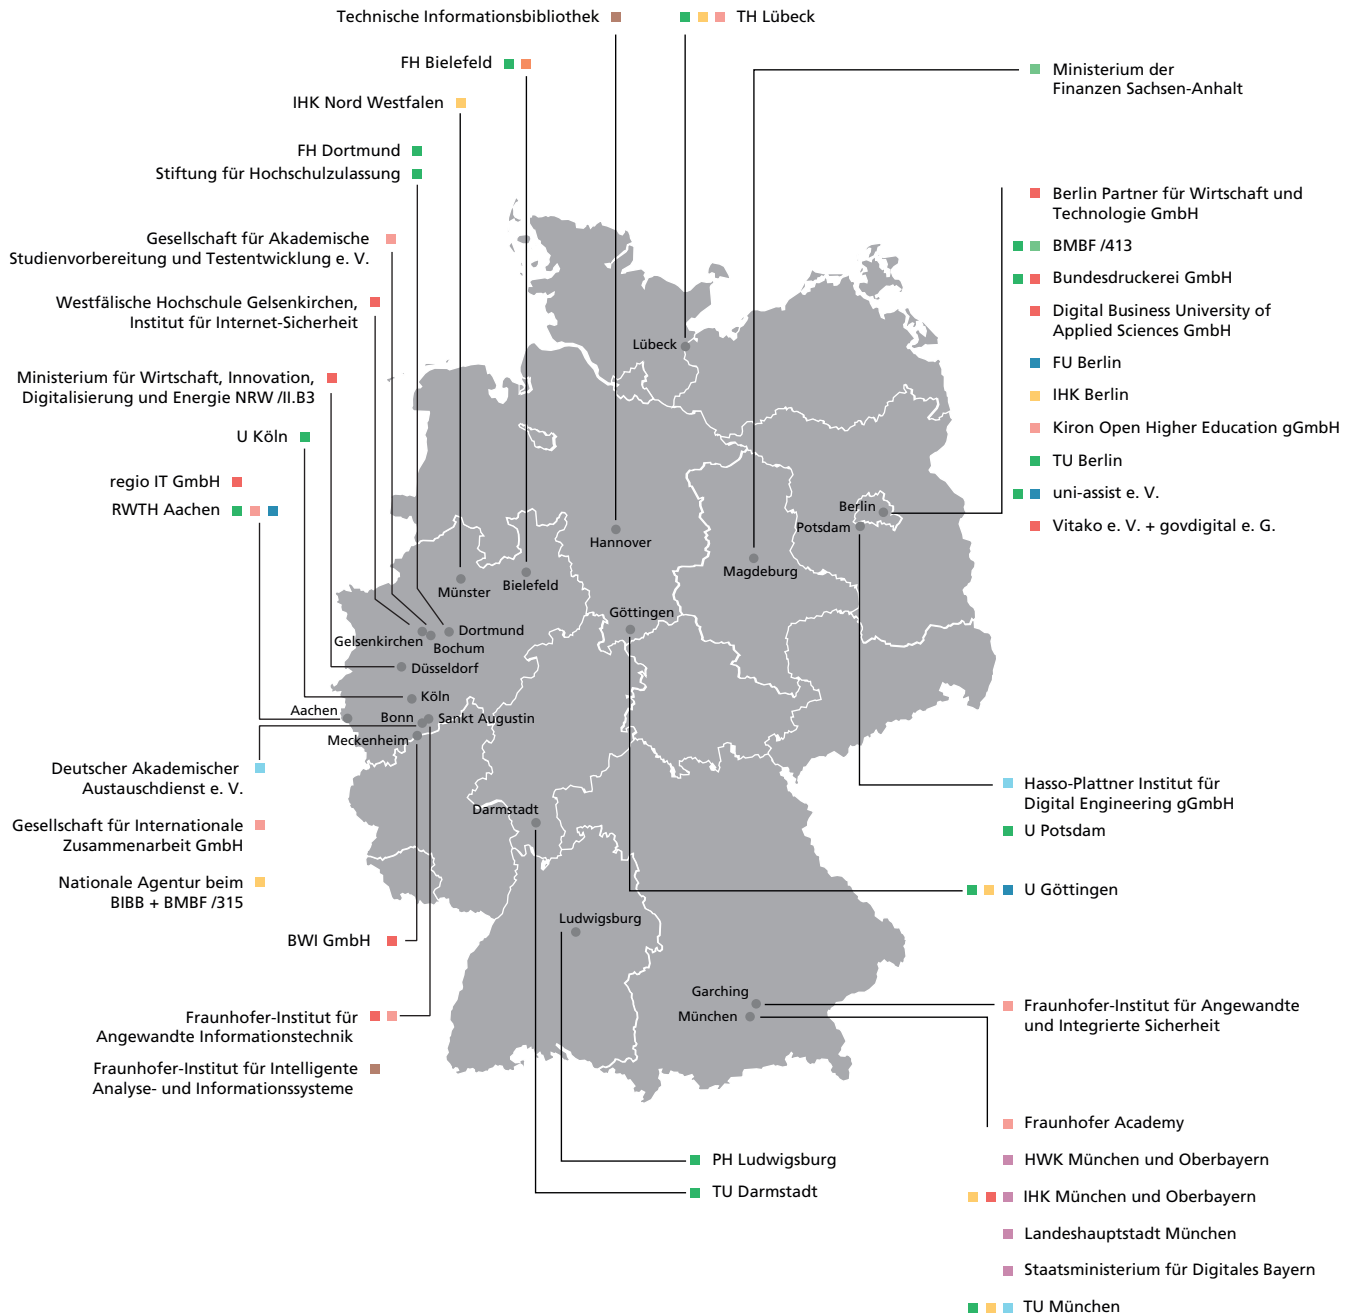 Technische Informationsbibliothek
TH Lübeck
FH Bielefeld
Ministerium der
Finanzen Sachsen-Anhalt
IHK Nord Westfalen
FH Dortmund
Stiftung für Hochschulzulassung
Gesellschaft für Akademische
Studienvorbereitung und Testentwicklung e. V.
Westfälische Hochschule Gelsenkirchen,
Institut für Internet-Sicherheit
Ministerium für Wirtschaft, Innovation,
Digitalisierung und Energie NRW /II.B3
U Köln
regio IT GmbH
RWTH Aachen
Berlin Partner für Wirtschaft und
Technologie GmbH
BMBF /413
Bundesdruckerei GmbH
Digital Business University of
Applied Sciences GmbH
FU Berlin
IHK Berlin
Kiron Open Higher Education gGmbH
TU Berlin
uni-assist e. V.
Vitako e. V. + govdigital e. G.
Lübeck
Berlin
Potsdam
Hannover
Magdeburg
Münster
Bielefeld
Göttingen
Gelsenkirchen
Dortmund
Bochum
Düsseldorf
Köln
Aachen
Bonn
Sankt Augustin
Meckenheim
Darmstadt
Ludwigsburg
Garching
München
Deutscher Akademischer
Austauschdienst e. V.
Gesellschaft für Internationale
Zusammenarbeit GmbH
Nationale Agentur beim
BIBB + BMBF /315
BWI GmbH
Fraunhofer-Institut für
Angewandte Informationstechnik
Fraunhofer-Institut für Intelligente
Analyse- und Informationssysteme
Hasso-Plattner Institut für
Digital Engineering gGmbH
U Potsdam
U Göttingen
Fraunhofer-Institut für Angewandte
und Integrierte Sicherheit
PH Ludwigsburg
TU Darmstadt
Fraunhofer Academy
HWK München und Oberbayern
IHK München und Oberbayern
Landeshauptstadt München
Staatsministerium für Digitales Bayern
TU München